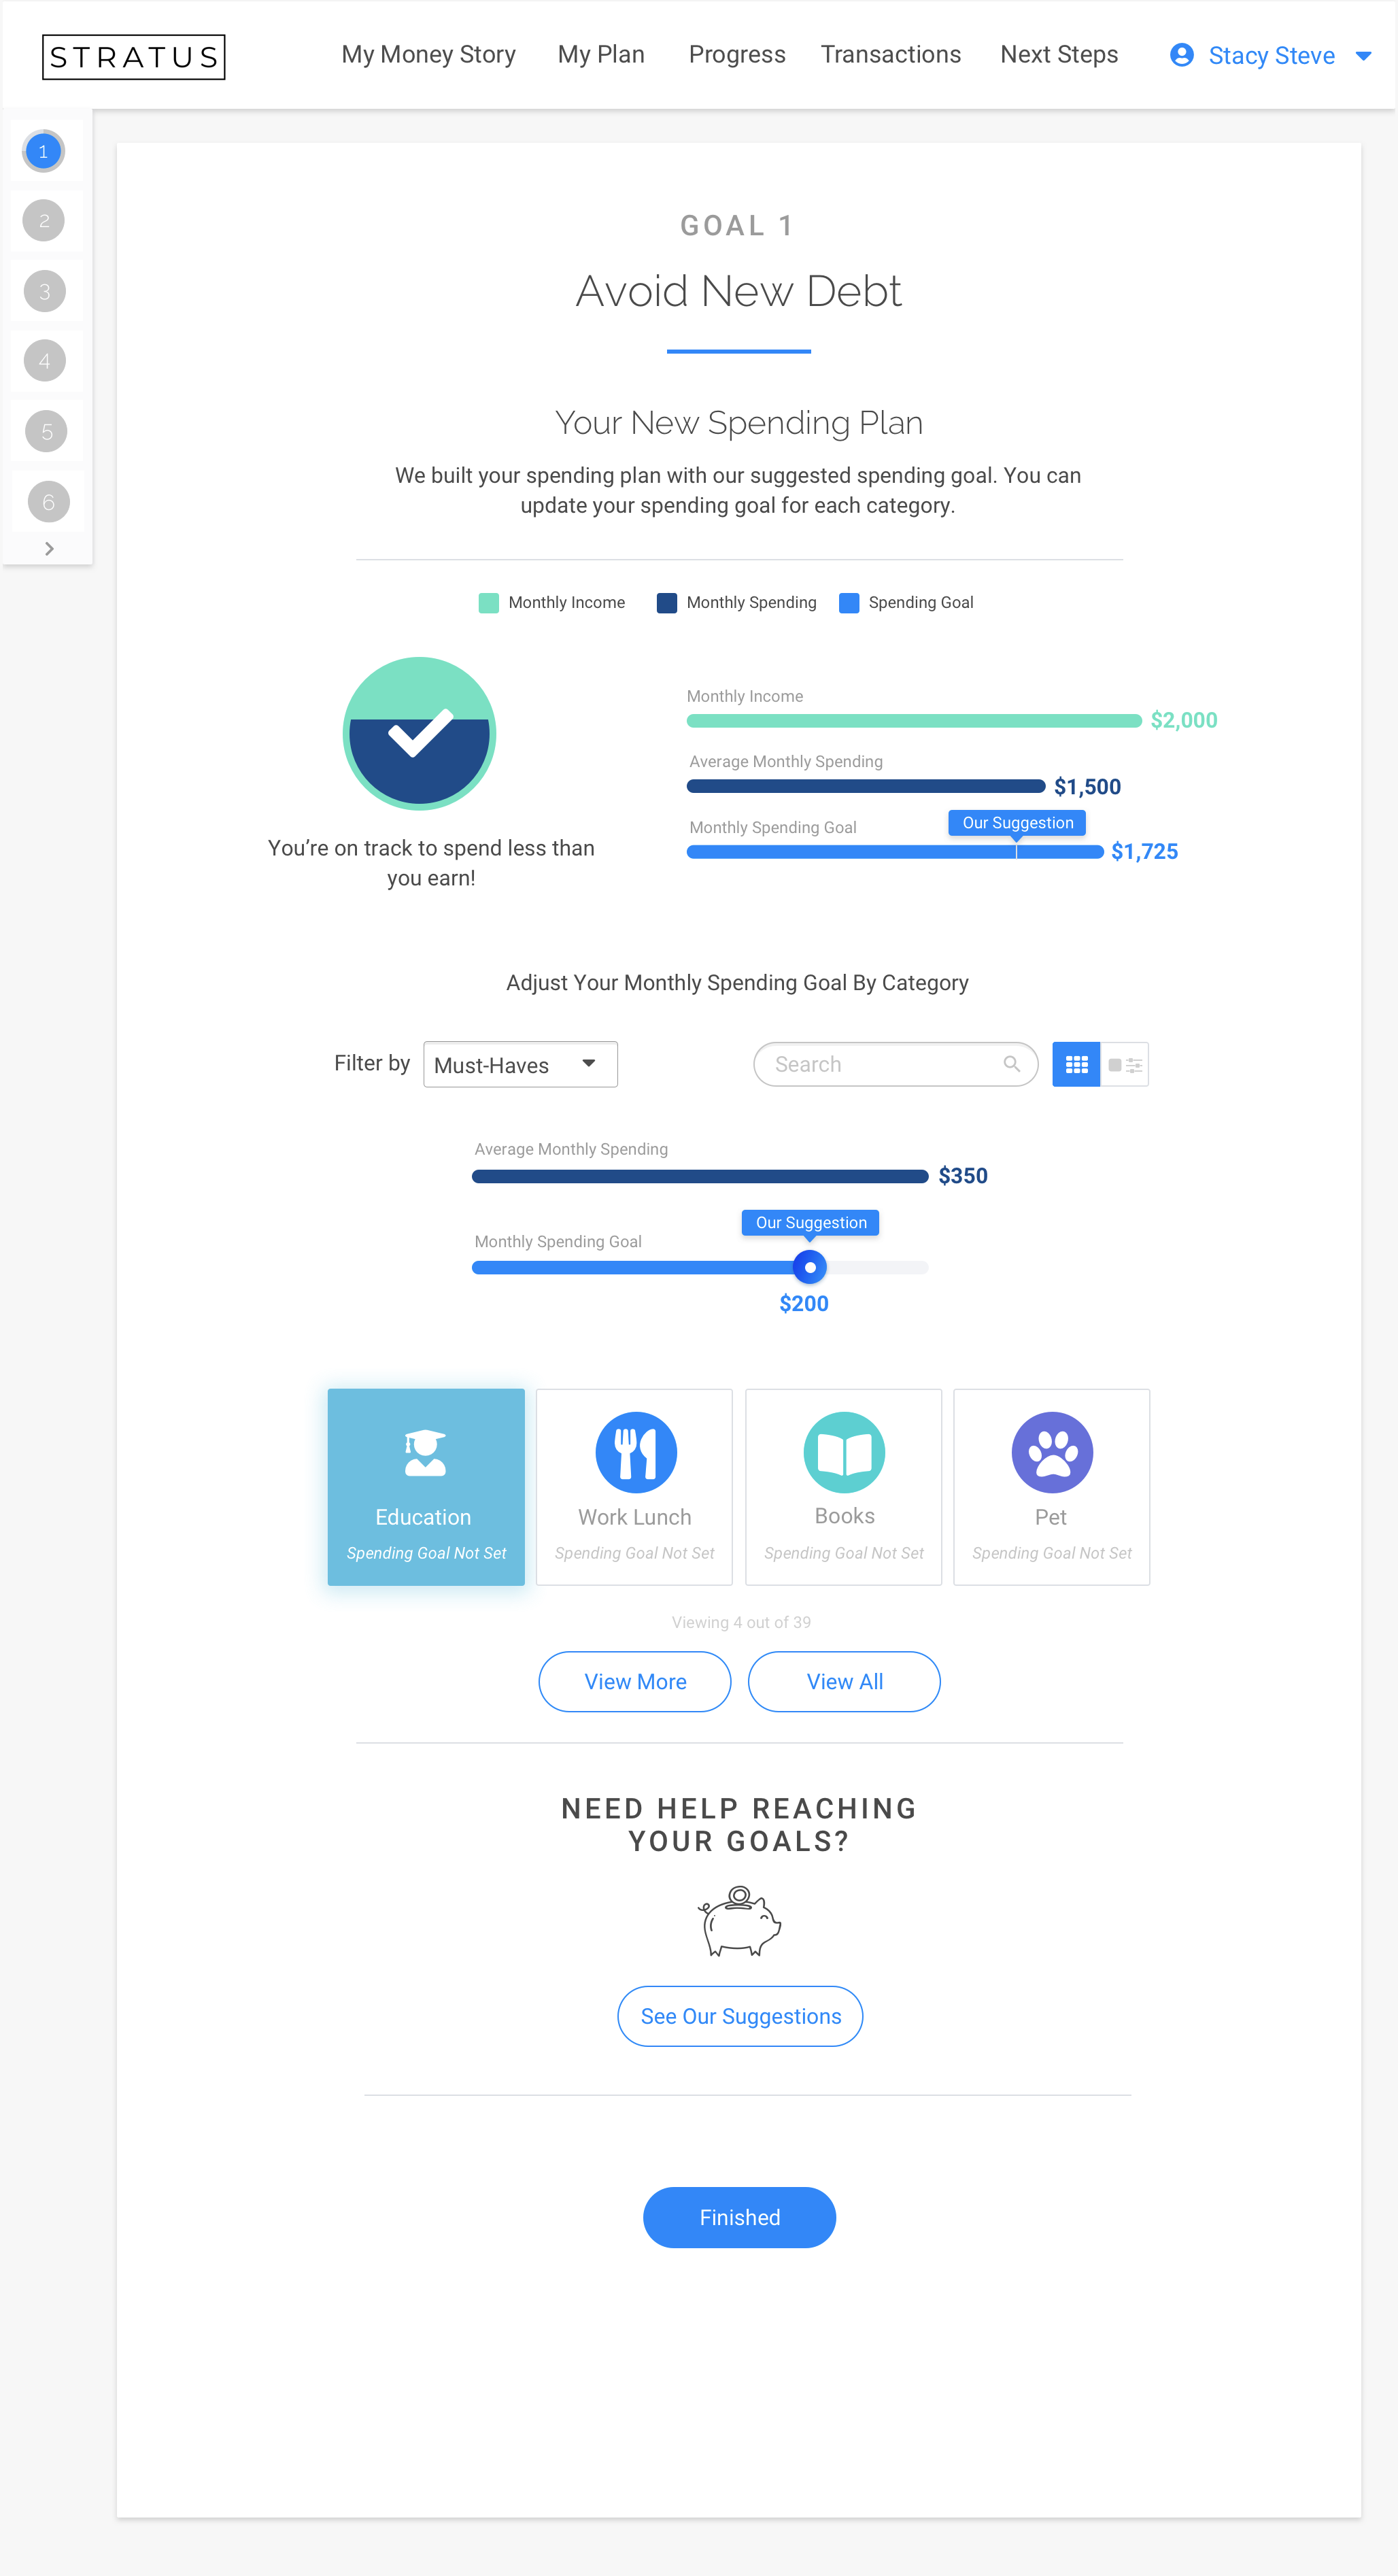 STRATUS
My Money Story
My Plan
Progress
Transactions
Next Steps
Stacy Steve
1
2
3
4
5
6
GOAL 1
Avoid New Debt
Your New Spending Plan
We built your spending plan with our suggested spending goal. You can
update your spending goal for each category.
Monthly Income
Monthly Spending
Spending Goal
You’re on track to spend less than
you earn!
Monthly Income
$2,000
Average Monthly Spending
$1,500
Monthly Spending Goal
Our Suggestion
$1,725
Adjust Your Monthly Spending Goal By Category
Filter by
Must-Haves
Search
Average Monthly Spending
$350
Our Suggestion
Monthly Spending Goal
$200
Education
Spending Goal Not Set
Work Lunch
Spending Goal Not Set
Books
Spending Goal Not Set
Pet
Spending Goal Not Set
Viewing 4 out of 39
View More
View All
NEED HELP REACHING
YOUR GOALS?
See Our Suggestions
Finished